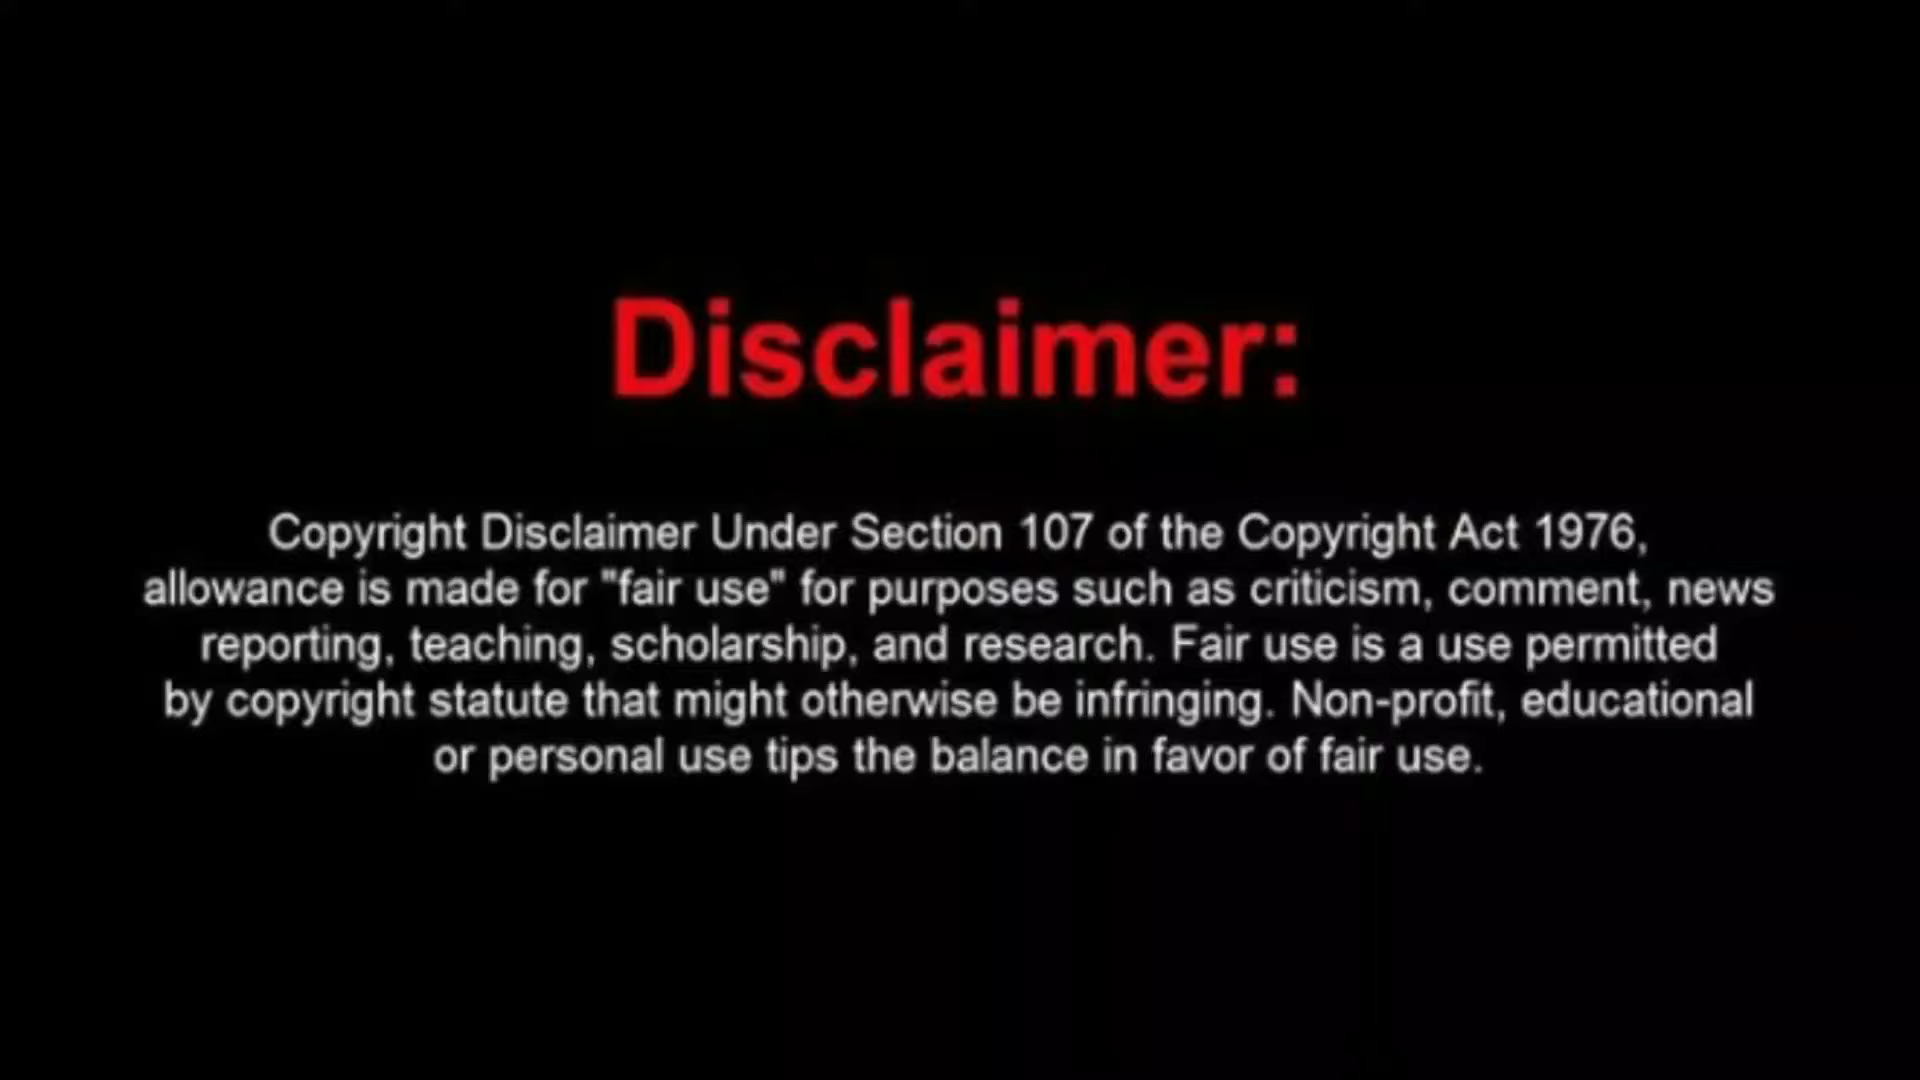 Disclaimer:
Copyright Disclaimer Under Section 107 of the Copyright Act 1976,
allowance is made for "fair use" for purposes such as criticism, comment, news
reporting, teaching, scholarship, and research. Fair use is a use permitted
by copyright statute that might otherwise be infringing. Non-profit, educational
or personal use tips the balance in favor of fair use.